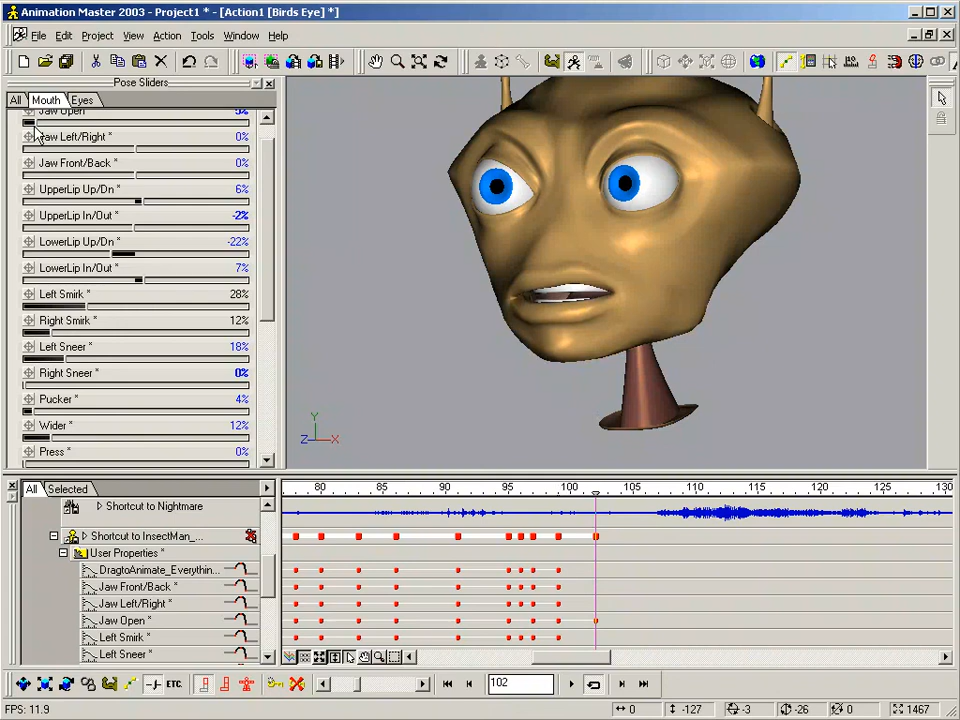 Animation Master 2003 - Project1 * - [Action1 [Birds Eye] *]
File Edit Project View Action Tools Window Help
Pose Sliders
All Mouth Eyes
Jaw Open 5%
Jaw Left/Right * 0%
Jaw Front/Back * 0%
UpperLip Up/Dn * 6%
UpperLip In/Out * -2%
LowerLip Up/Dn * -22%
LowerLip In/Out * 7%
Left Smirk * 28%
Right Smirk * 12%
Left Sneer * 18%
Right Sneer * 0%
Pucker * 4%
Wider * 12%
Press * 0%
Y
Z X
All Selected
80 85 90 95 100 105 110 115 120 125 130
Shortcut to Nightmare
Shortcut to InsectMan_...
User Properties *
DragtoAnimate_Everythin...
Jaw Front/Back *
Jaw Left/Right *
Jaw Open *
Left Smirk *
Left Sneer *
ETC. 102
FPS: 11.9 0 -127 -3 -26 0 1467